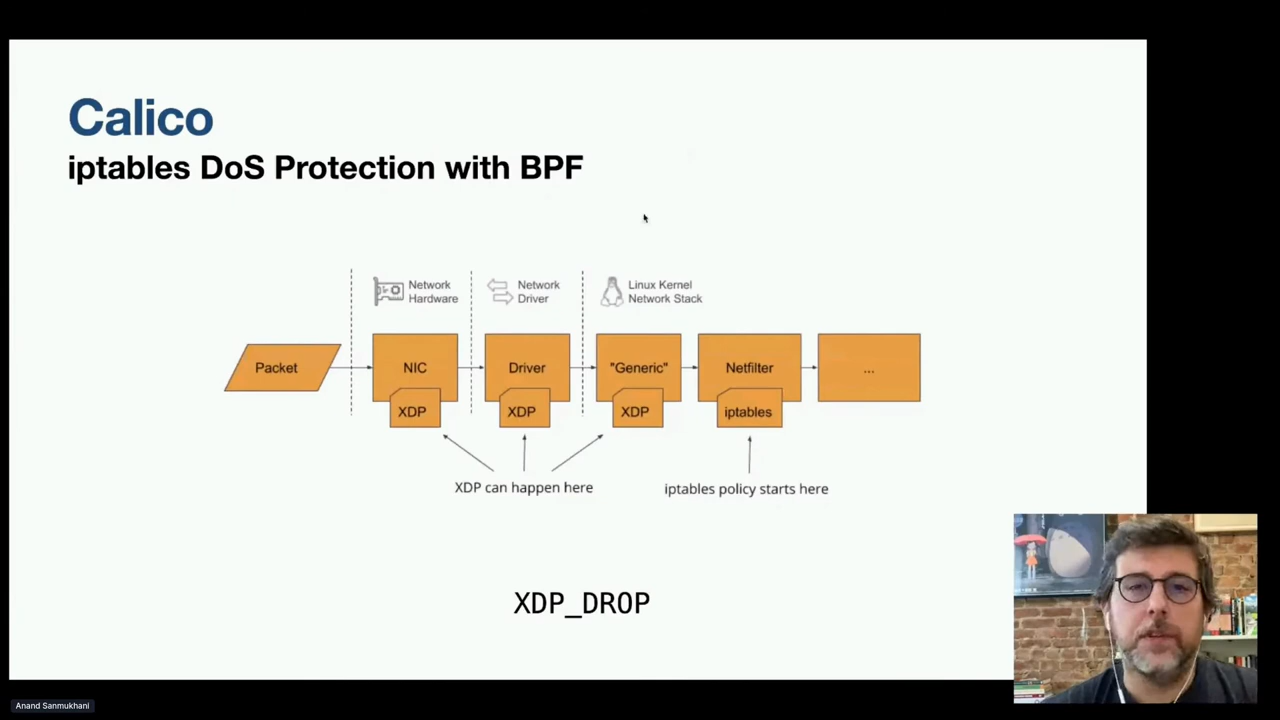 Calico
iptables DoS Protection with BPF
Network
Hardware
Network
Driver
Linux Kernel
Network Stack
Packet
NIC
Driver
"Generic"
Netfilter
...
XDP
XDP
XDP
iptables
XDP can happen here
iptables policy starts here
XDP_DROP
Anand Sanmukhani